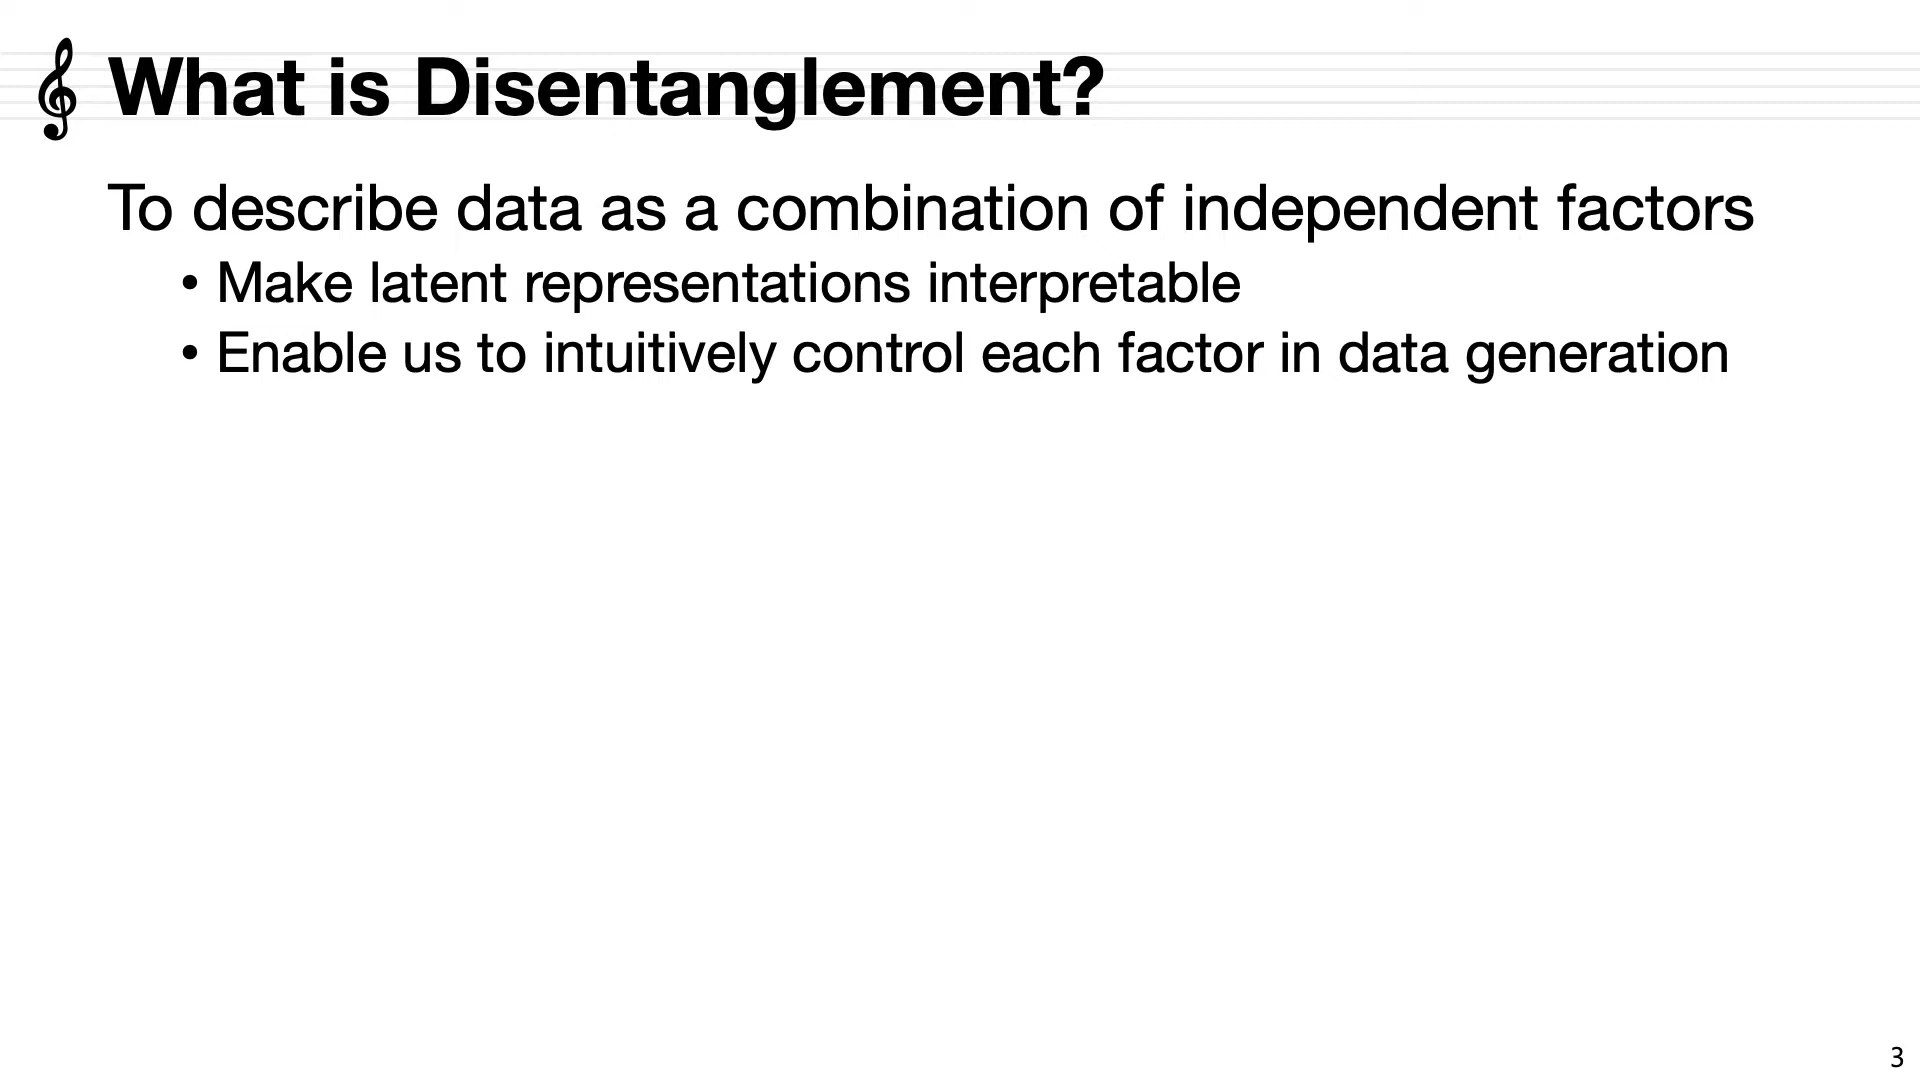 What is Disentanglement?
To describe data as a combination of independent factors
• Make latent representations interpretable
• Enable us to intuitively control each factor in data generation
3